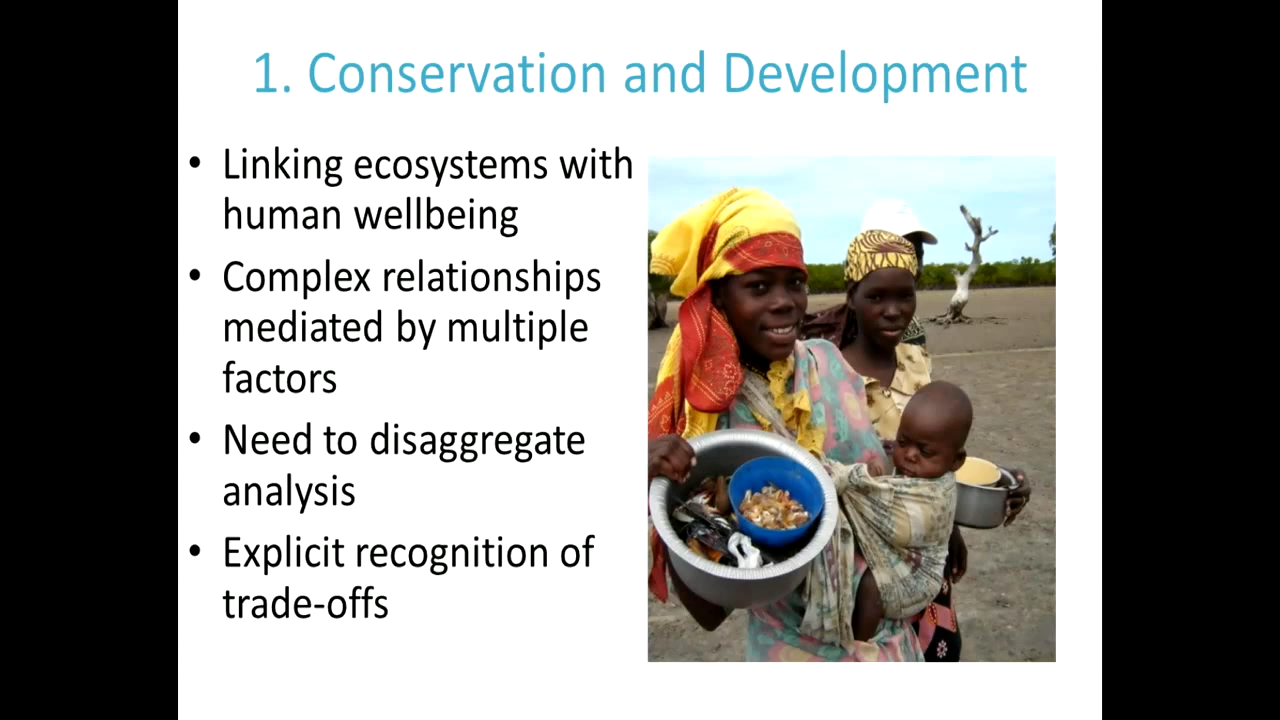 1. Conservation and Development
• Linking ecosystems with
human wellbeing
• Complex relationships
mediated by multiple
factors
• Need to disaggregate
analysis
• Explicit recognition of
trade-offs